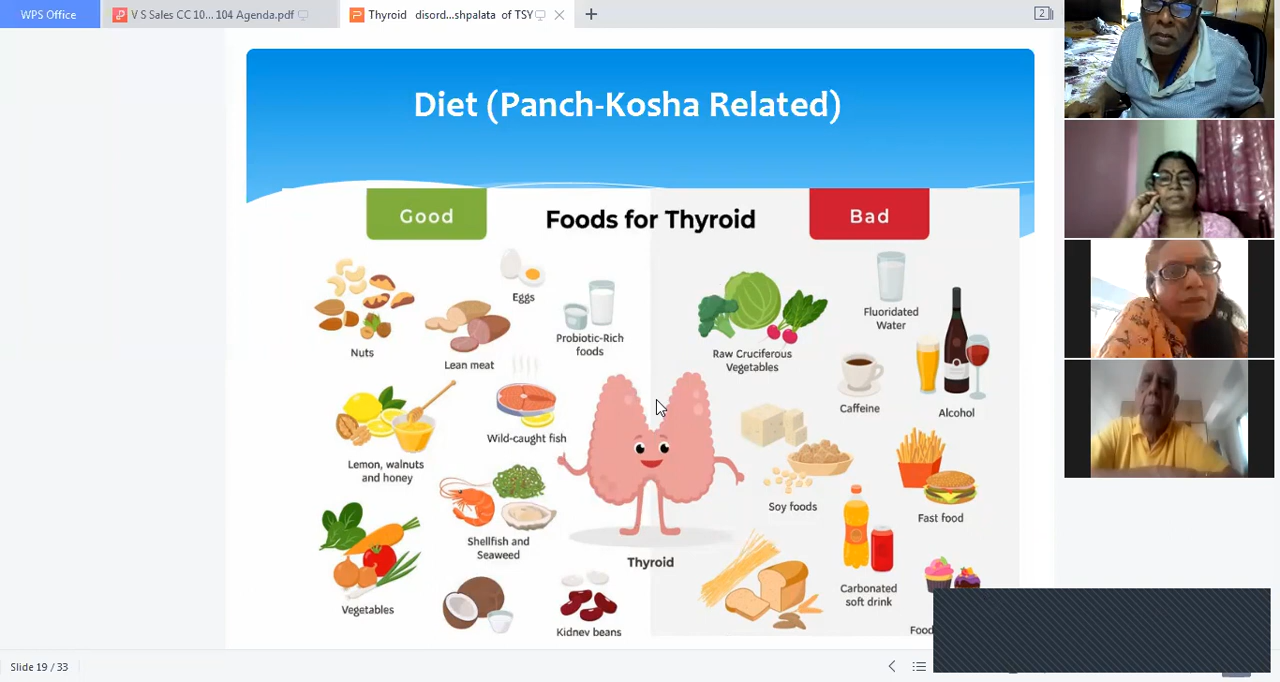 WPS Office
V S Sales CC 10... 104 Agenda.pdf
Thyroid disord...shpalata of TSY
2
Diet (Panch-Kosha Related)
Good
Foods for Thyroid
Bad
Eggs
Nuts
Lean meat
Probiotic-Rich
foods
Raw Cruciferous
Vegetables
Fluoridated
Water
Caffeine
Alcohol
Wild-caught fish
Lemon, walnuts
and honey
Soy foods
Fast food
Shellfish and
Seaweed
Thyroid
Carbonated
soft drink
Vegetables
Kidney beans
Food
Slide 19 / 33